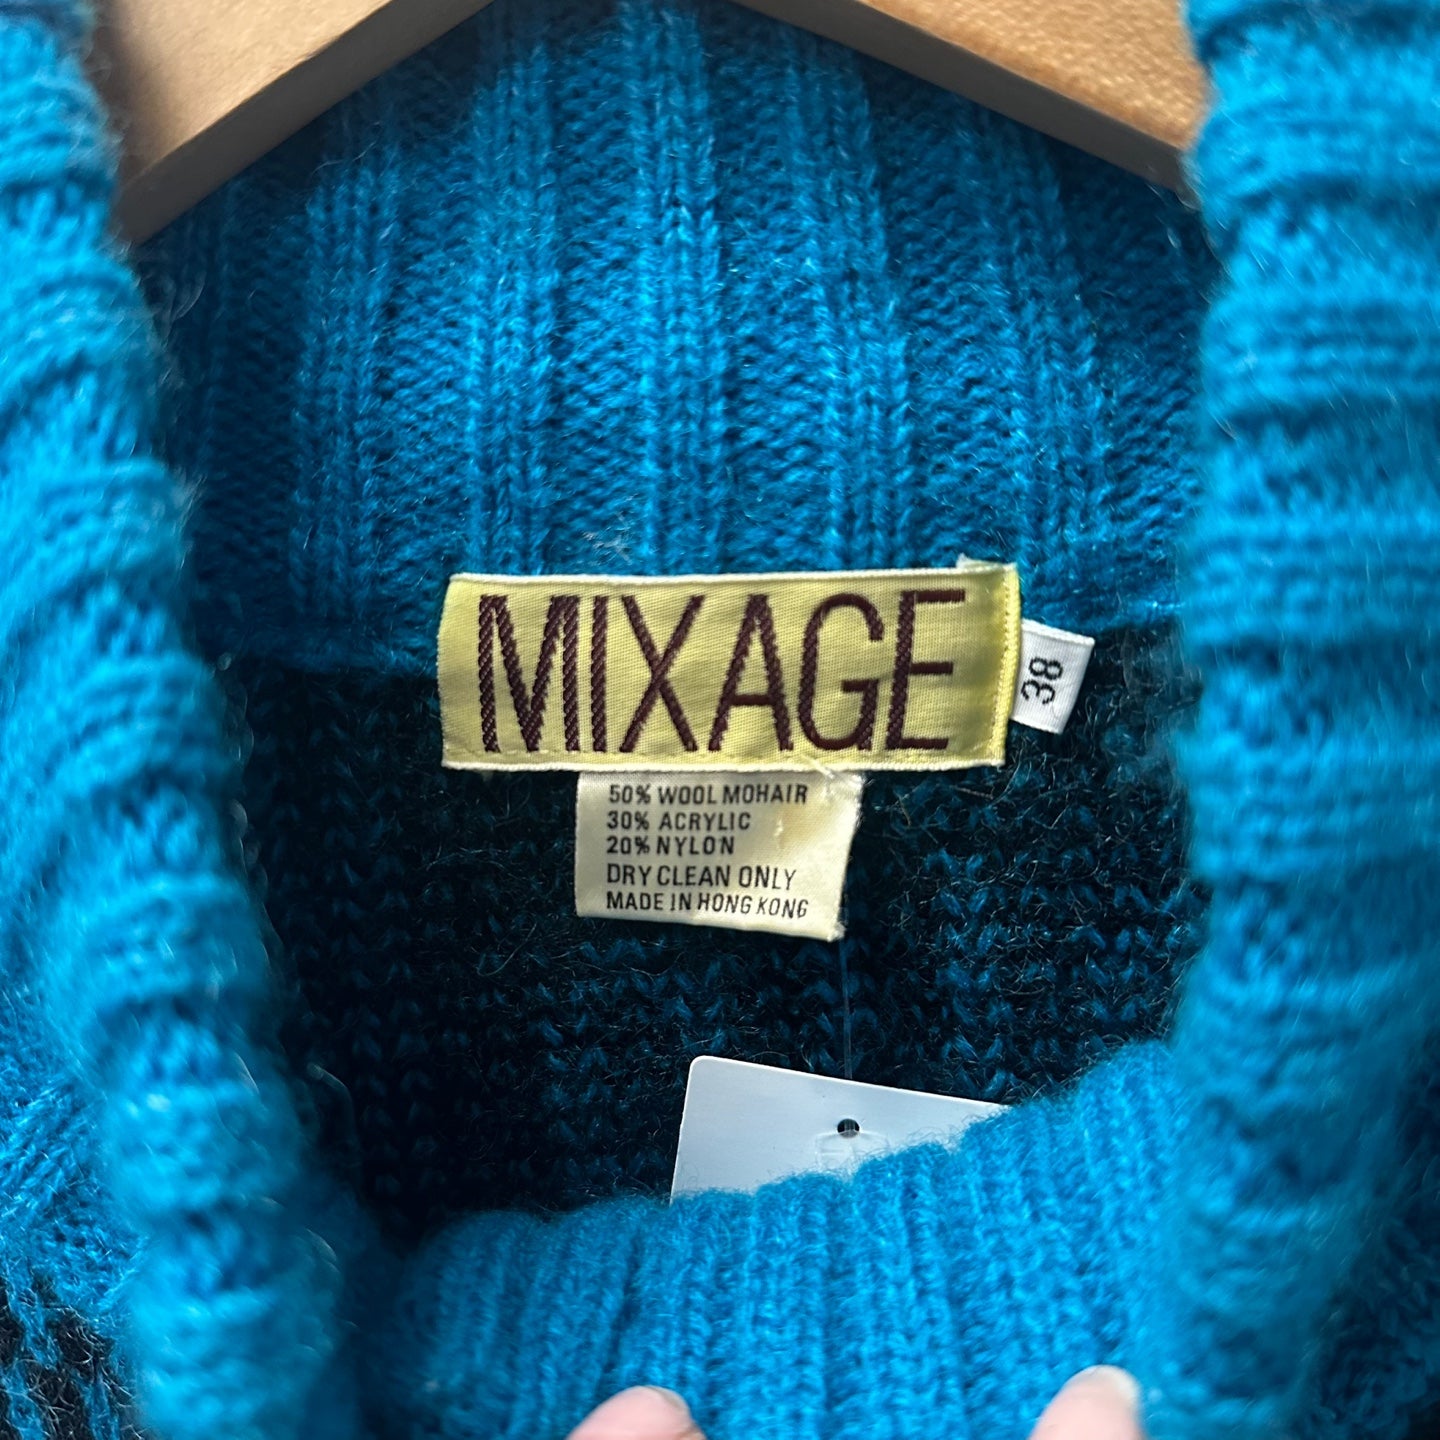 MIXAGE
38
50% WOOL MOHAIR
30% ACRYLIC
20% NYLON
DRY CLEAN ONLY
MADE IN HONG KONG